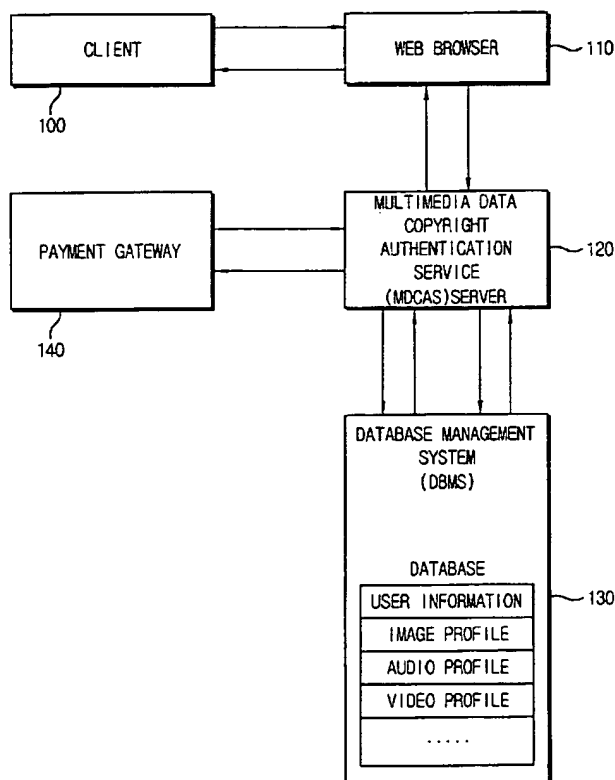 CLIENT
100
WEB BROWSER
110
PAYMENT GATEWAY
140
MULTIMEDIA DATA
COPYRIGHT
AUTHENTICATION
SERVICE
(MDCAS)SERVER
120
DATABASE MANAGEMENT
SYSTEM
(DBMS)
DATABASE
USER INFORMATION
IMAGE PROFILE
AUDIO PROFILE
VIDEO PROFILE
.....
130